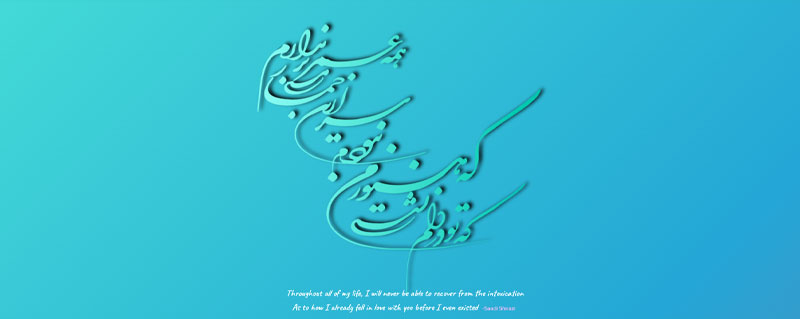 همه عمر برندارم
سر ازین خمار
مستی
که هنوز من
نبودم
که تو در دلم
نشستی
Throughout all of my life, I will never be able to recover from the intoxication
As to how I already fell in love with you before I even existed -Saadi Shirazi